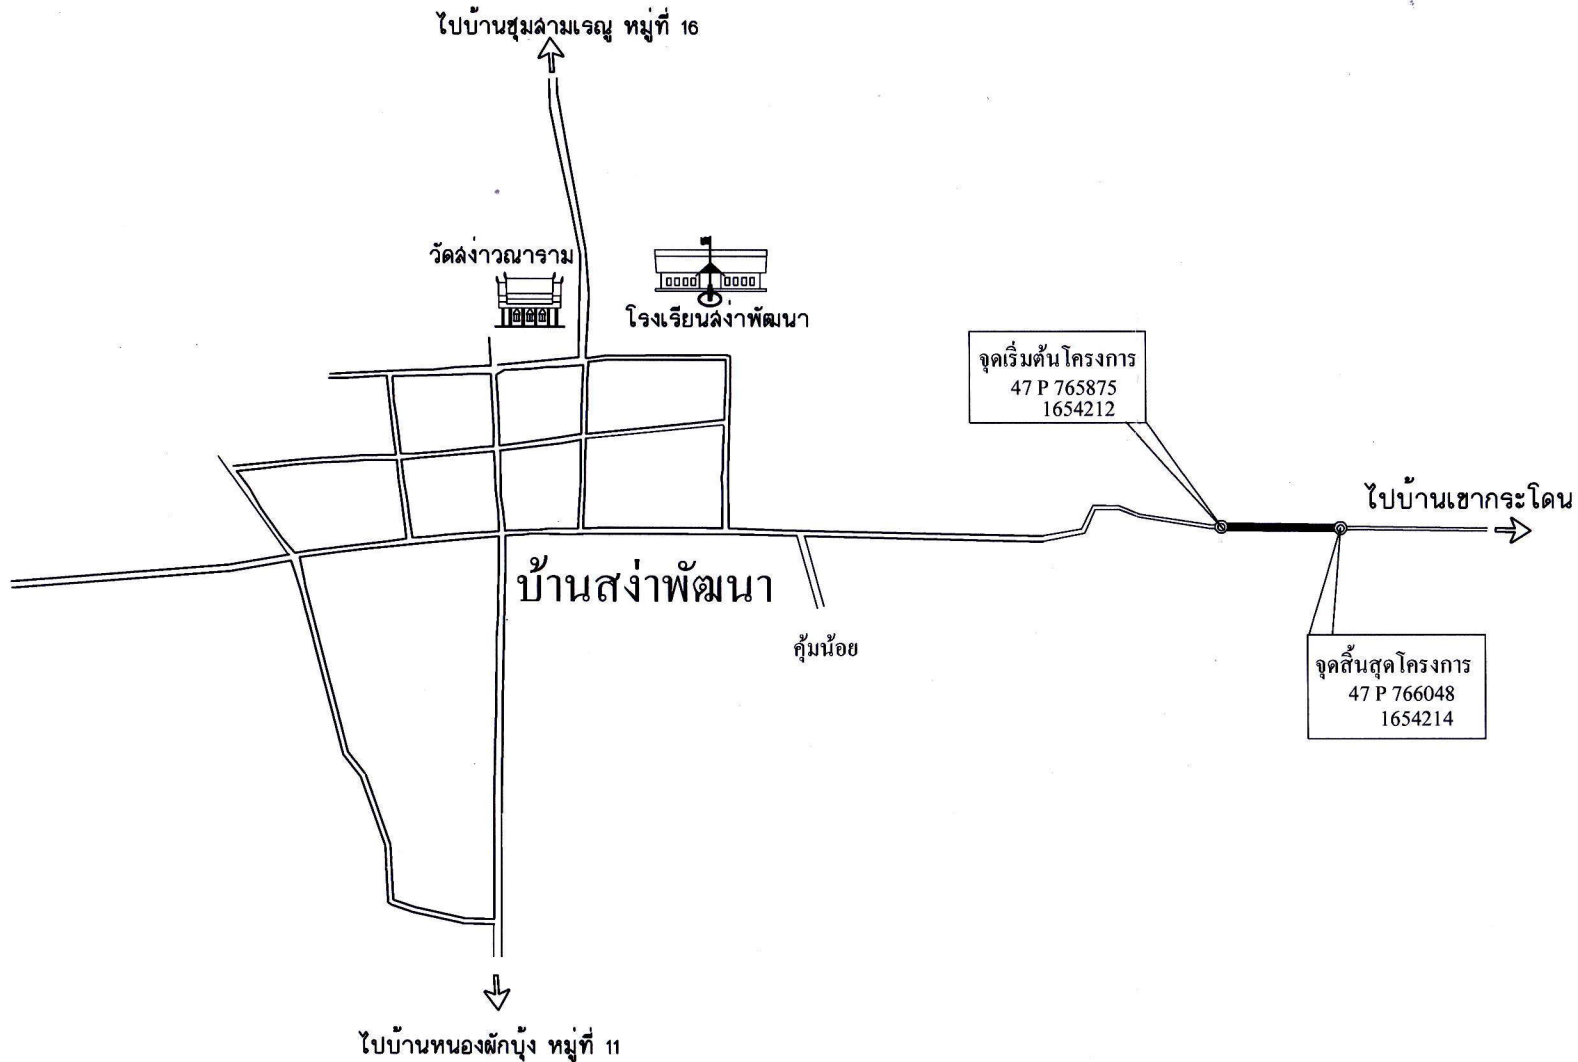 ไปบ้านซุมสามเรณู หมู่ที่ 16
วัดสง่าวณาราม
โรงเรียนสง่าพัฒนา
จุดเริ่มต้นโครงการ
47 P 765875
1654212
ไปบ้านเขากระโดน
บ้านสง่าพัฒนา
คุ้มน้อย
จุดสิ้นสุดโครงการ
47 P 766048
1654214
ไปบ้านหนองผักบุ้ง หมู่ที่ 11